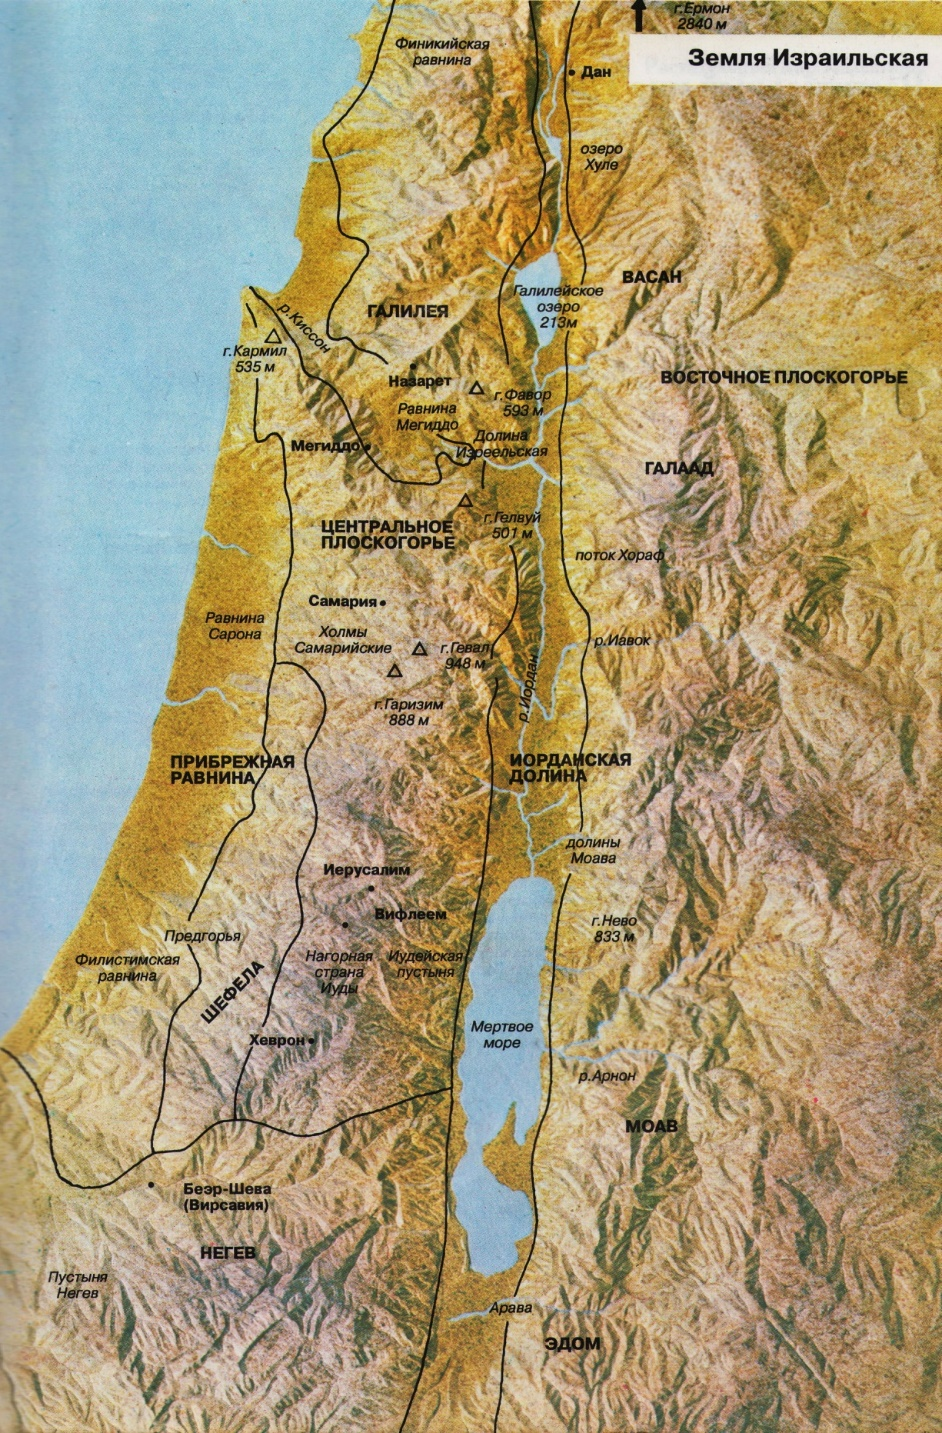 г.Ермон
2840 м
Земля Израильская
Финикийская
равнина
Дан
озеро
Хуле
ВАСАН
Галилейское
озеро
213м
ГАЛИЛЕЯ
р.Киссон
г.Кармил
535 м
Назарет
ВОСТОЧНОЕ ПЛОСКОГОРЬЕ
г.Фавор
593 м
Равнина
Мегиддо
Мегиддо
Долина
Изреельская
ГАЛААД
г.Гелвуй
501 м
ЦЕНТРАЛЬНОЕ
ПЛОСКОГОРЬЕ
поток Хораф
Самария
Равнина
Сарона
Холмы
Самарийские
г.Гевал
948 м
р.Иавок
р.Иордан
г.Гаризим
888 м
ПРИБРЕЖНАЯ
РАВНИНА
ИОРДАНСКАЯ
ДОЛИНА
долины
Моава
Иерусалим
Вифлеем
г.Нево
833 м
Предгорья
Филистимская
равнина
Нагорная
страна
Иуды
Иудейская
пустыня
ШЕФЕЛА
Хеврон
Мертвое
море
р.Арнон
МОАВ
Беэр-Шева
(Вирсавия)
НЕГЕВ
Пустыня
Негев
Арава
ЭДОМ